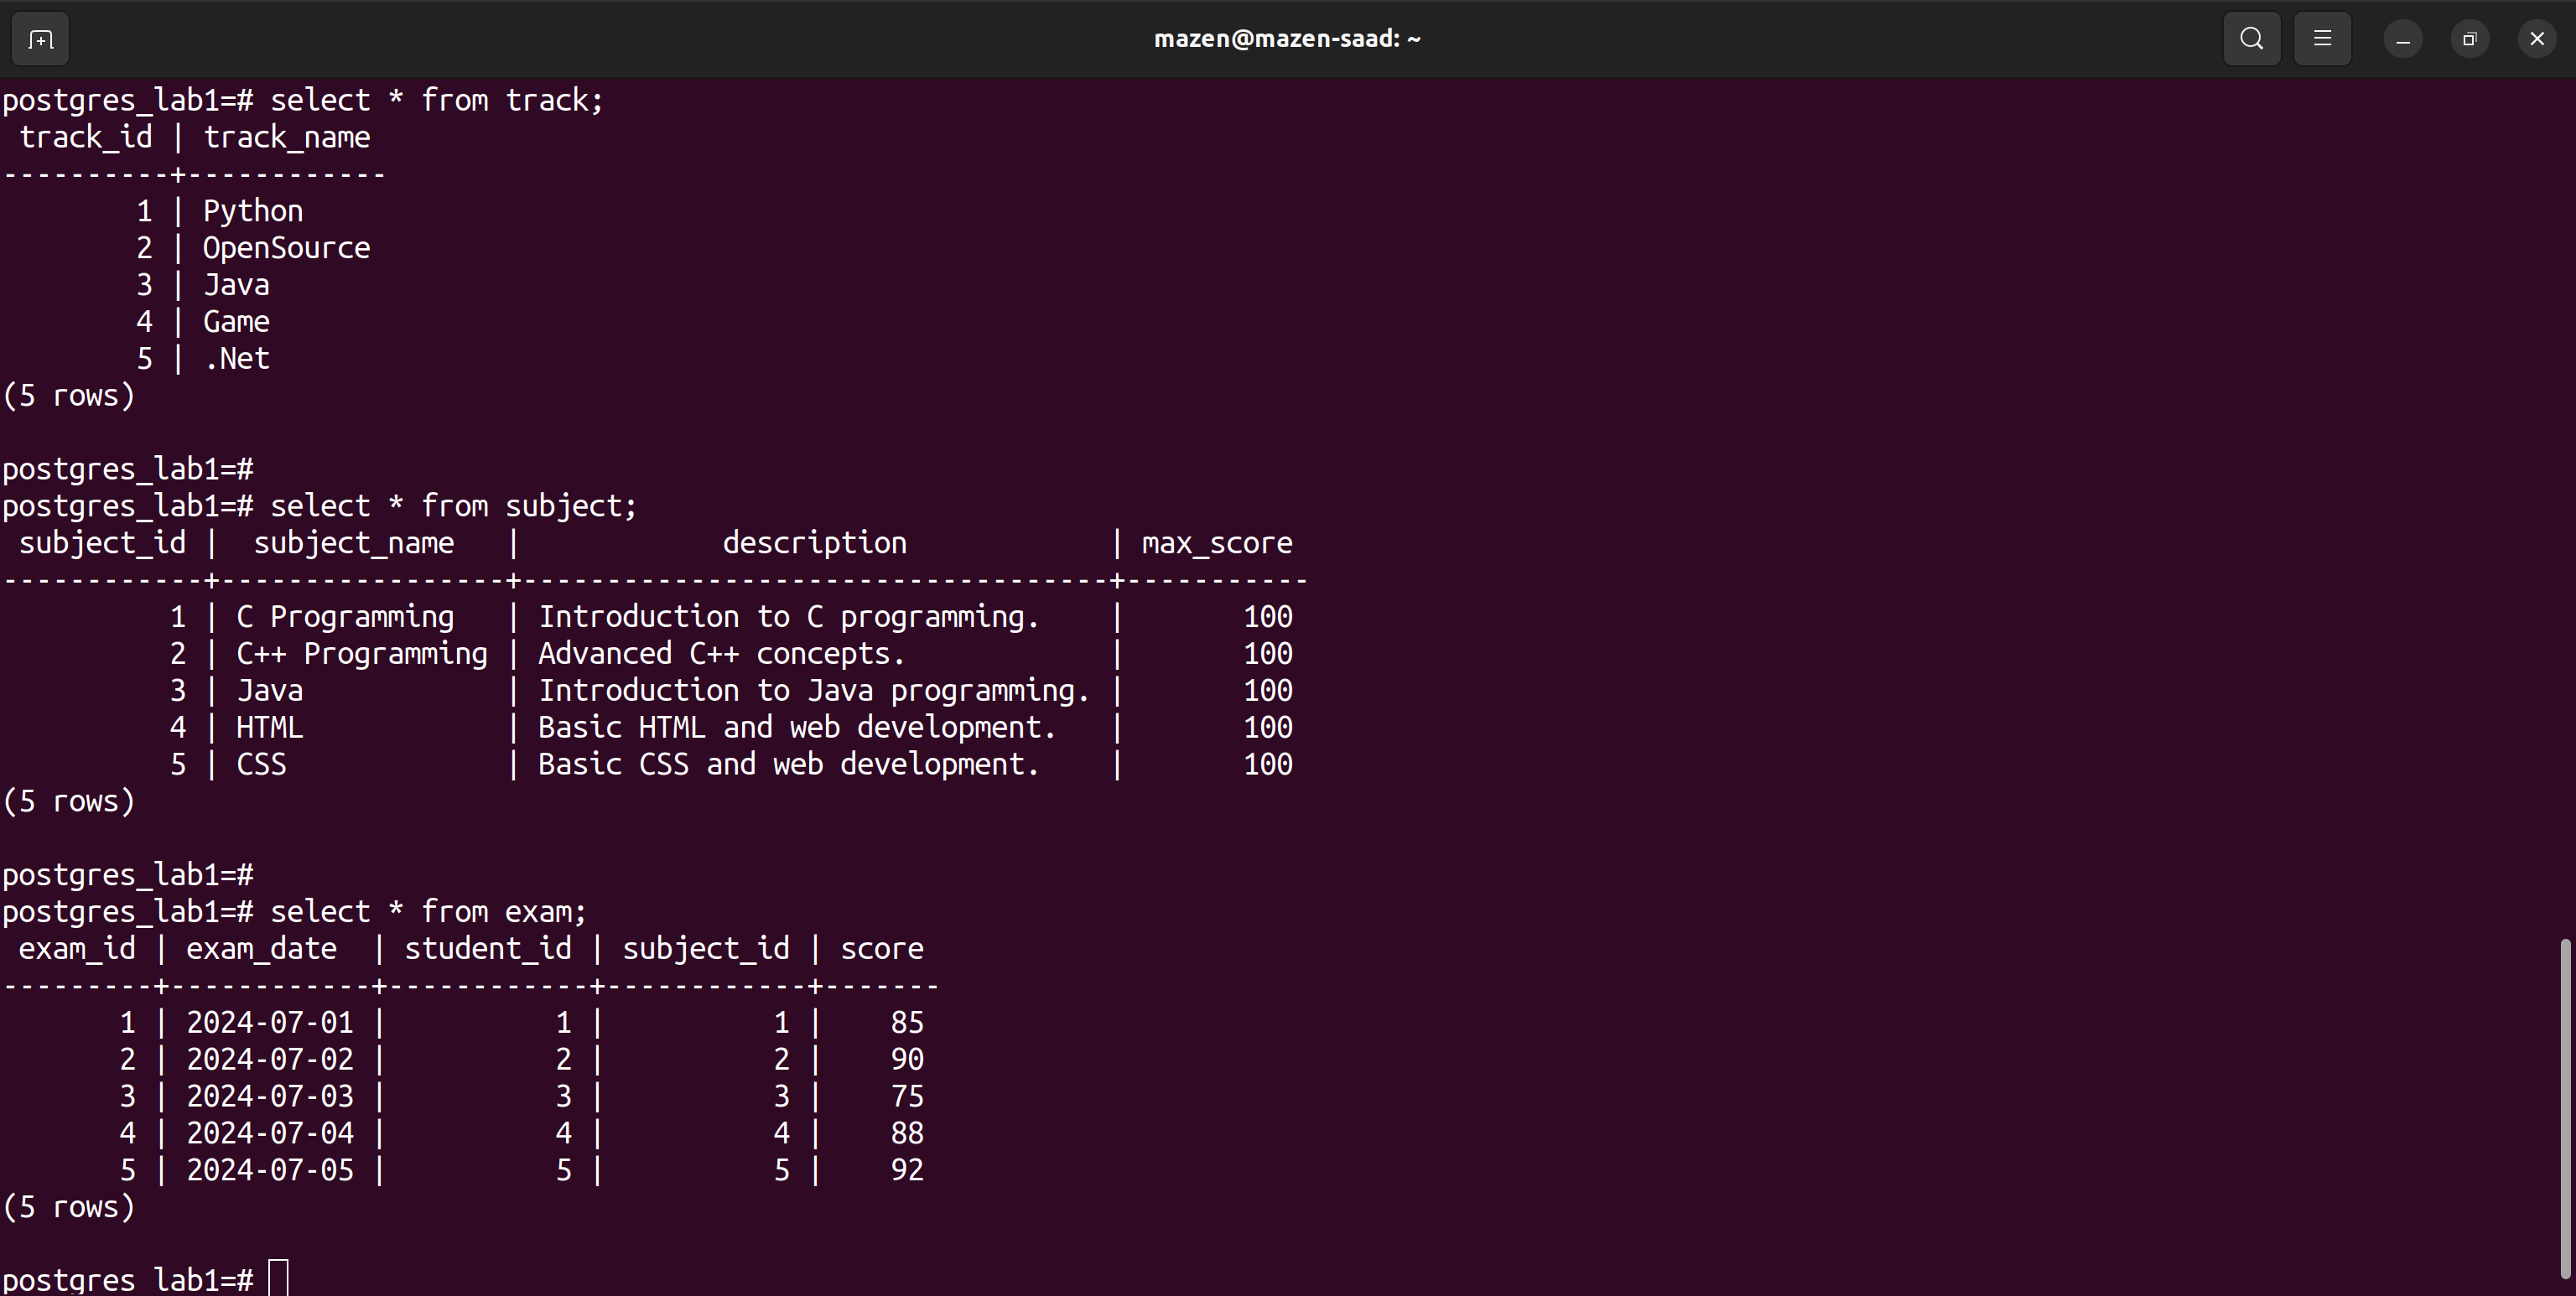 mazen@mazen-saad: ~
postgres_lab1=# select * from track;
 track_id | track_name
----------+------------
        1 | Python
        2 | OpenSource
        3 | Java
        4 | Game
        5 | .Net
(5 rows)

postgres_lab1=#
postgres_lab1=# select * from subject;
 subject_id |  subject_name   |            description            | max_score
------------+-----------------+-----------------------------------+-----------
          1 | C Programming   | Introduction to C programming.    |       100
          2 | C++ Programming | Advanced C++ concepts.            |       100
          3 | Java            | Introduction to Java programming. |       100
          4 | HTML            | Basic HTML and web development.   |       100
          5 | CSS             | Basic CSS and web development.    |       100
(5 rows)

postgres_lab1=#
postgres_lab1=# select * from exam;
 exam_id | exam_date  | student_id | subject_id | score
---------+------------+------------+------------+-------
       1 | 2024-07-01 |          1 |          1 |    85
       2 | 2024-07-02 |          2 |          2 |    90
       3 | 2024-07-03 |          3 |          3 |    75
       4 | 2024-07-04 |          4 |          4 |    88
       5 | 2024-07-05 |          5 |          5 |    92
(5 rows)

postgres_lab1=#